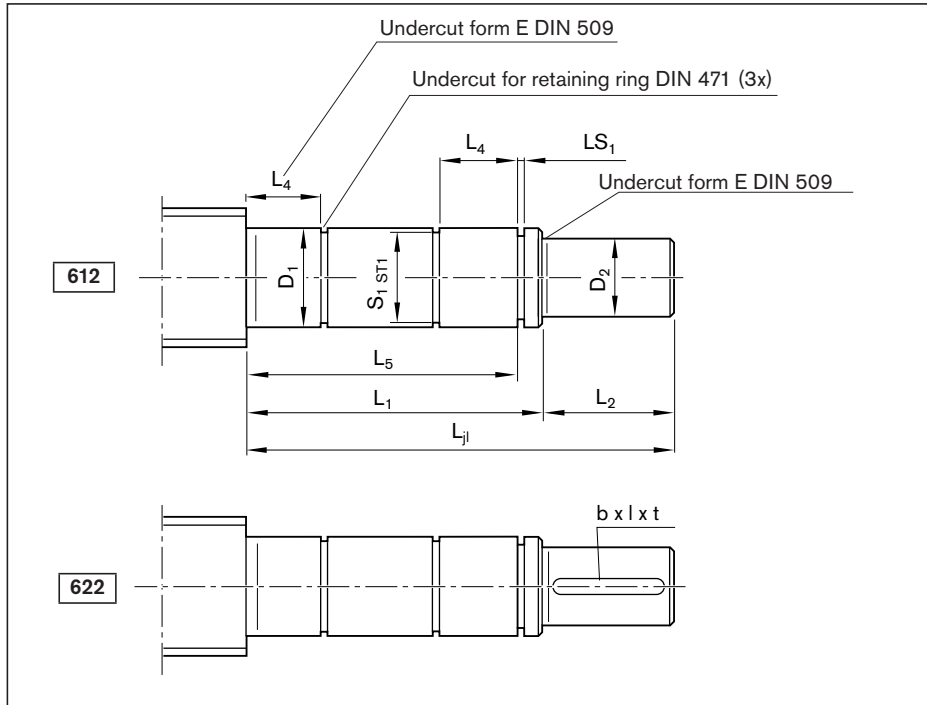 Undercut form E DIN 509
Undercut for retaining ring DIN 471 (3x)
L4
LS1
L4
Undercut form E DIN 509
612
D1
S1 ST1
D2
L5
L1
L2
Ljl
b x l x t
622